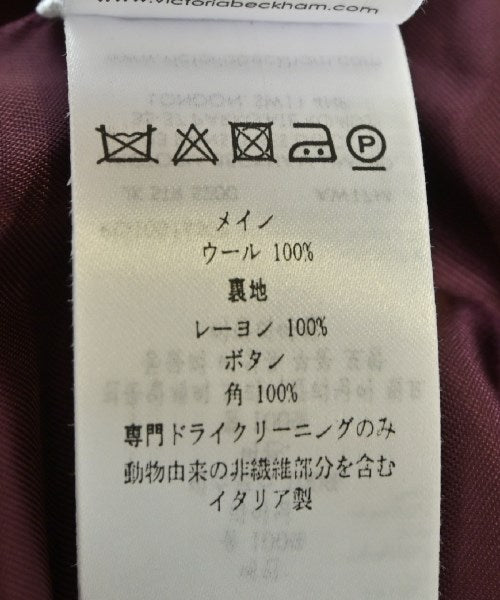 www.victoriabeckham.com
メイン
ウール 100%
裏地
レーヨン 100%
ボタン
角 100%
専門ドライクリーニングのみ
動物由来の非繊維部分を含む
イタリア製